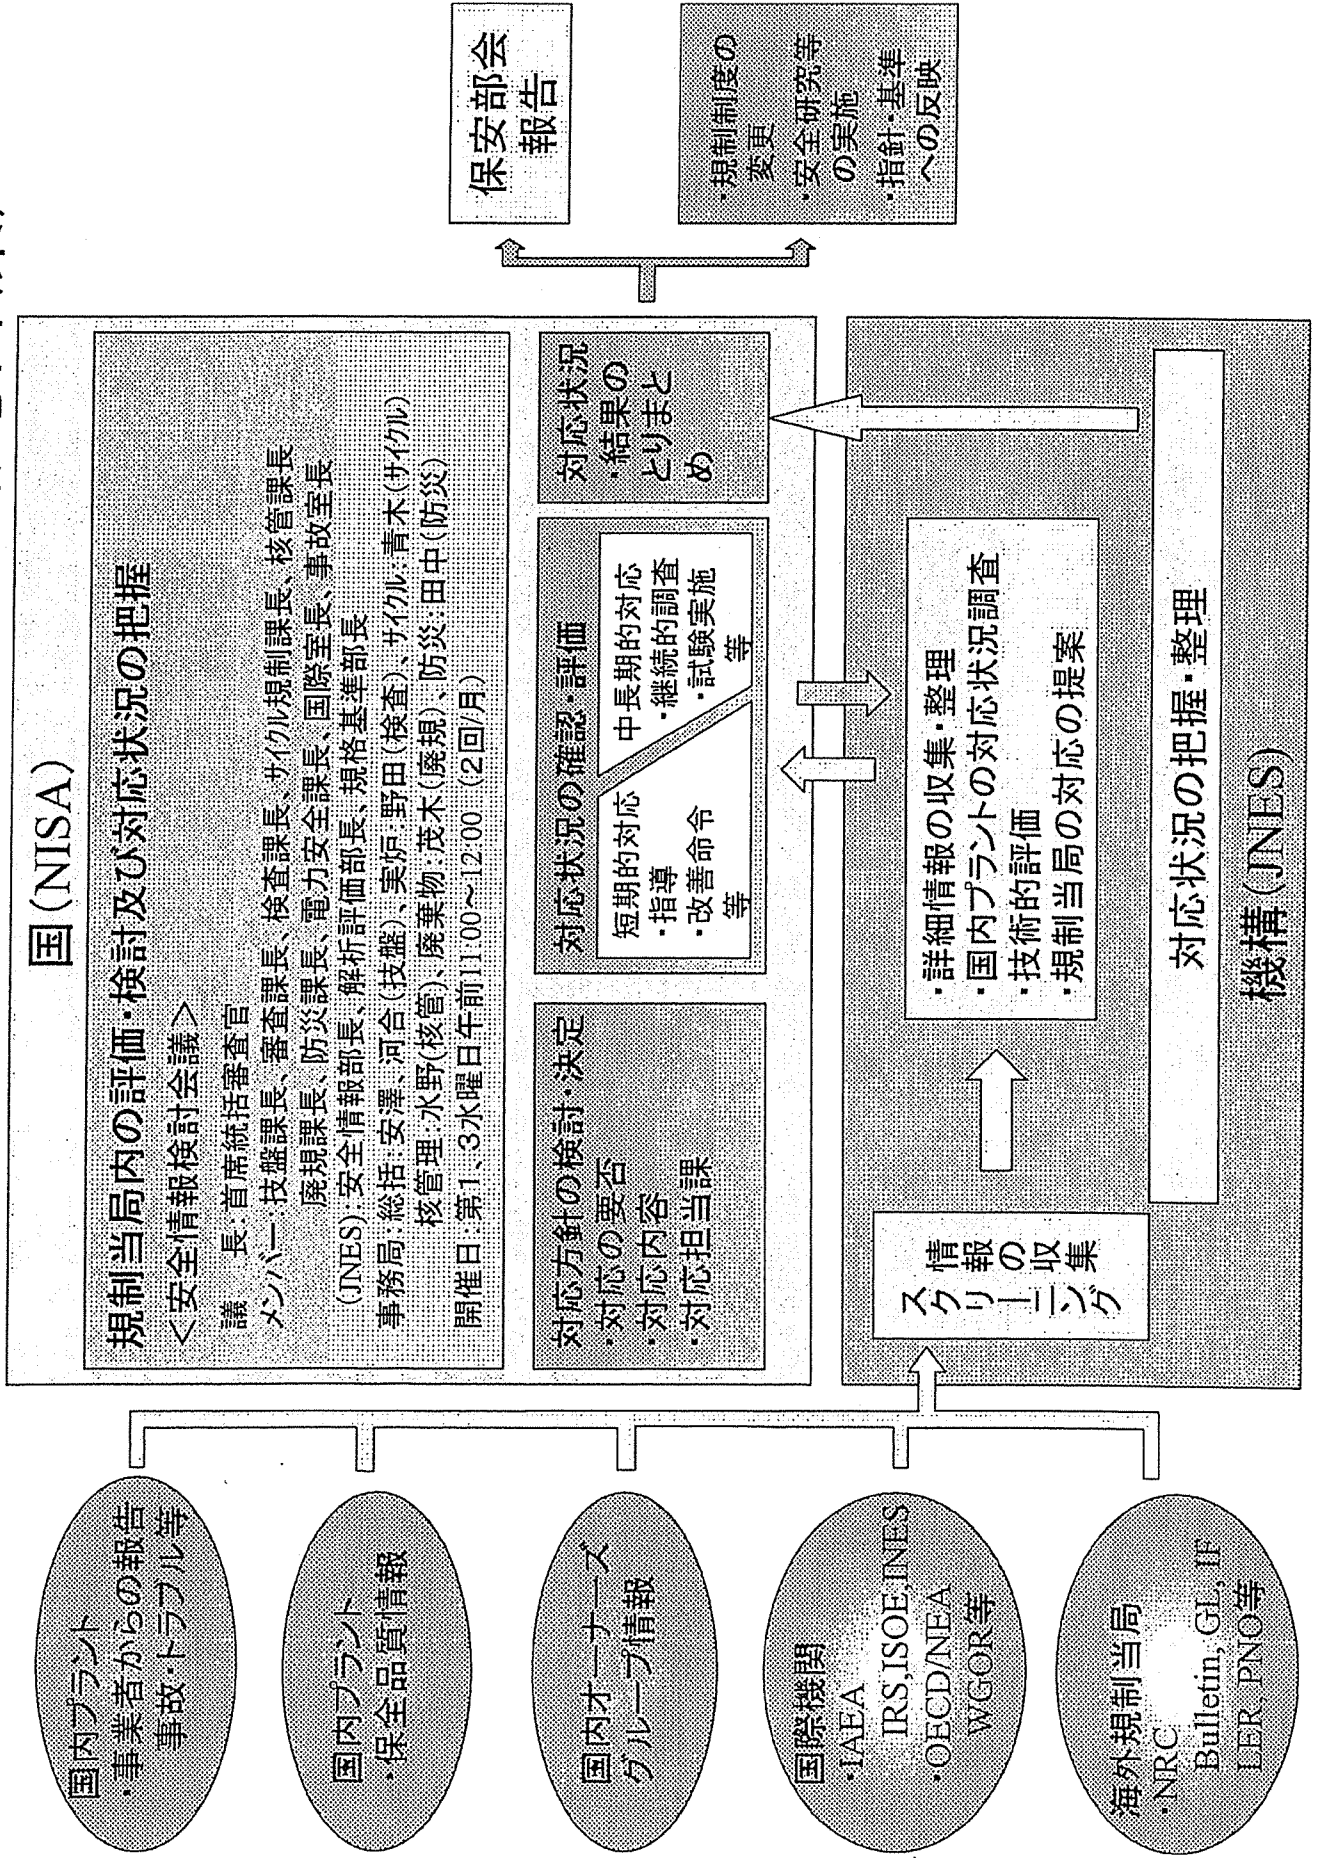 国(NISA)
規制当局内の評価・検討及び対応状況の把握
<安全情報検討会議>
議 長:首席統括審査官
メンバー:技盤課長、審査課長、検査課長、サイクル規制課長、核管課長
廃規課長、防災課長、電力安全課長、国際室長、事故室長
(JNES):安全情報部長、解析評価部長、規格基準部長
事務局:総括:安澤、河合(技盤)、実炉:野田(検査)、サイクル:青木(サイクル)
核管理:水野(核管)、廃棄物:茂木(廃規)、防災:田中(防災)
開催日:第1、3水曜日午前11:00~12:00 (2回/月)
対応方針の検討・決定
・対応の要否
・対応内容
・対応担当課
対応状況の確認・評価
短期的対応
・指導
・改善命令
等
中長期的対応
・継続的調査
・試験実施
等
対応状況
・結果の
とりまと
め
保安部会
報告
・規制制度の
変更
・安全研究等
の実施
・指針・基準
への反映
国内プラント
・事業者からの報告
事故・トラブル等
国内プラント
・保全品質情報
国内オーナーズ
グループ情報
国際機関
・IAEA
IRS,ISOE,INES
・OECD/NEA
WGOR等
海外規制当局
・NRC
Bulletin, GL, IF
LER,PNO等
情報の収集
スクリーニング
・詳細情報の収集・整理
・国内プラントの対応状況調査
・技術的評価
・規制当局の対応の提案
対応状況の把握・整理
機構(JNES)